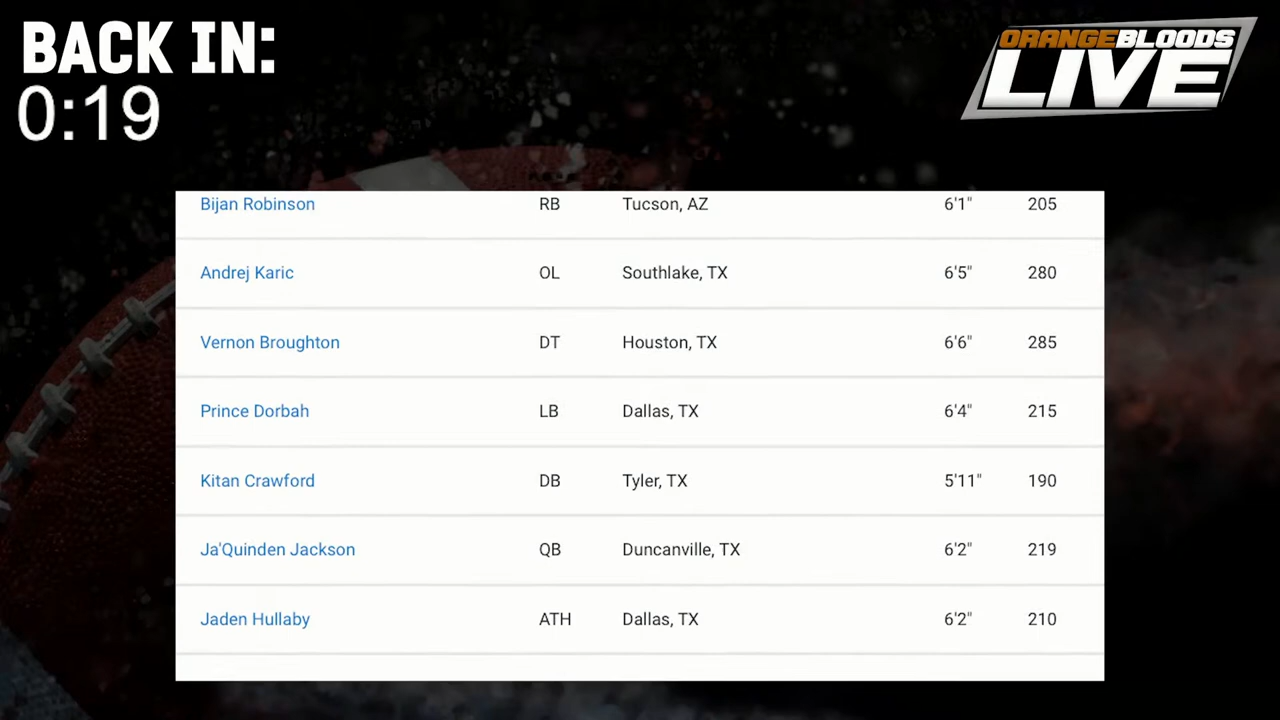 BACK IN:
0:19
ORANGEBLOODS
LIVE
Bijan Robinson RB Tucson, AZ 6'1" 205
Andrej Karic OL Southlake, TX 6'5" 280
Vernon Broughton DT Houston, TX 6'6" 285
Prince Dorbah LB Dallas, TX 6'4" 215
Kitan Crawford DB Tyler, TX 5'11" 190
Ja'Quinden Jackson QB Duncanville, TX 6'2" 219
Jaden Hullaby ATH Dallas, TX 6'2" 210